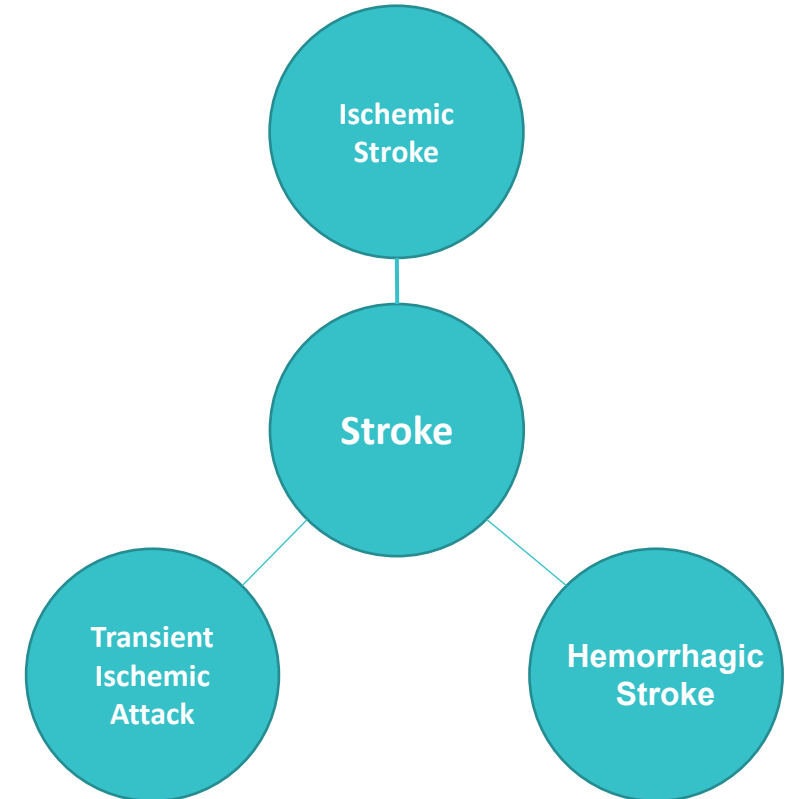 Ischemic
Stroke
Stroke
Transient
Ischemic
Attack
Hemorrhagic
Stroke